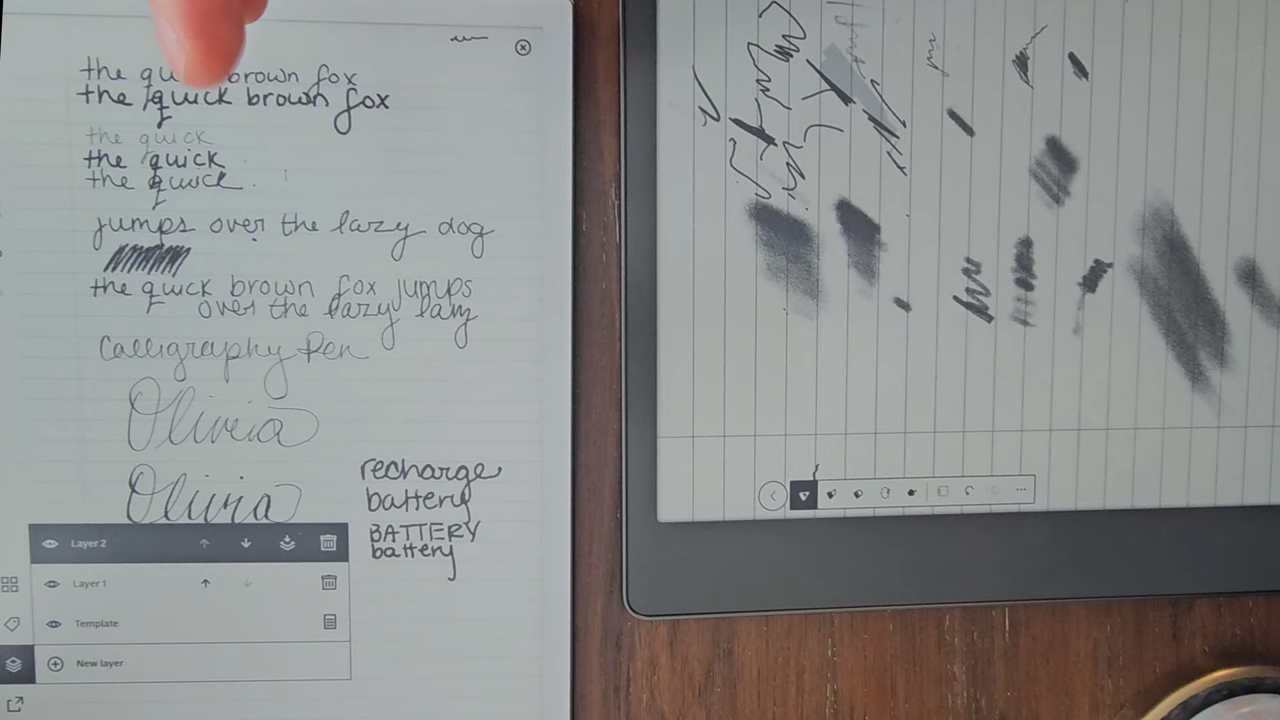 the qu brown fox
the quick brown fox
the quick
the quick
the quick
jumps over the lazy dog
the quick brown fox jumps
over the lazy lazy
Calligraphy Pen
Olivia
Olivia
recharge
battery
BATTERY
battery
Layer 2
Layer 1
Template
New layer